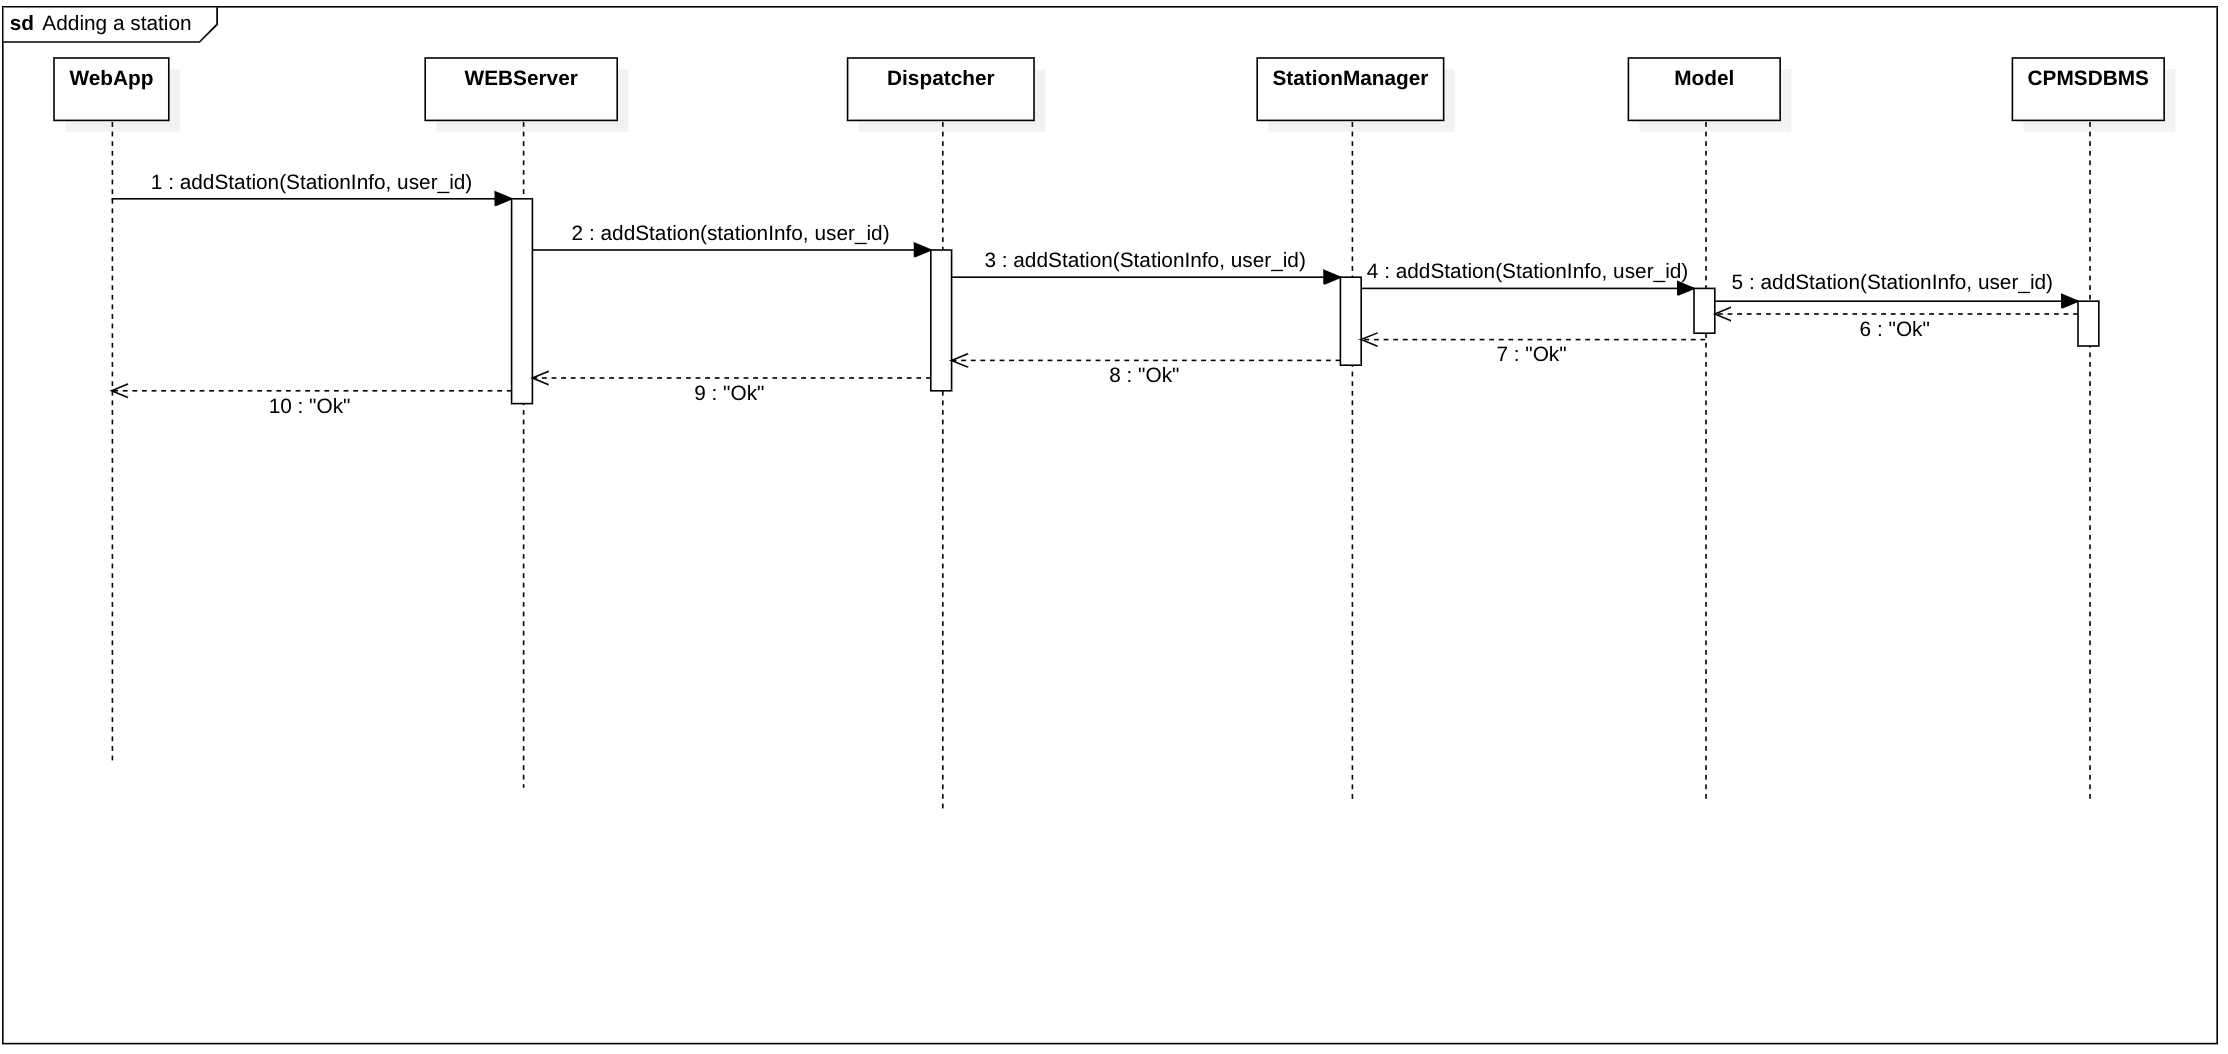 sd Adding a station
WebApp
WEBServer
Dispatcher
StationManager
Model
CPMSDBMS
1 : addStation(StationInfo, user_id)
2 : addStation(stationInfo, user_id)
3 : addStation(StationInfo, user_id)
4 : addStation(StationInfo, user_id)
5 : addStation(StationInfo, user_id)
6 : "Ok"
7 : "Ok"
8 : "Ok"
9 : "Ok"
10 : "Ok"